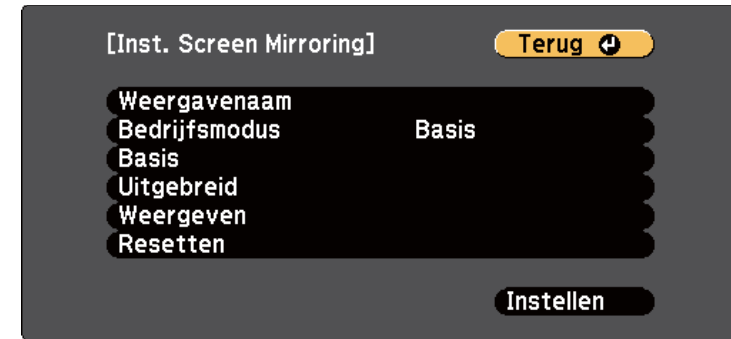 [Inst. Screen Mirroring] Terug
Weergavenaam
Bedrijfsmodus Basis
Basis
Uitgebreid
Weergeven
Resetten
Instellen